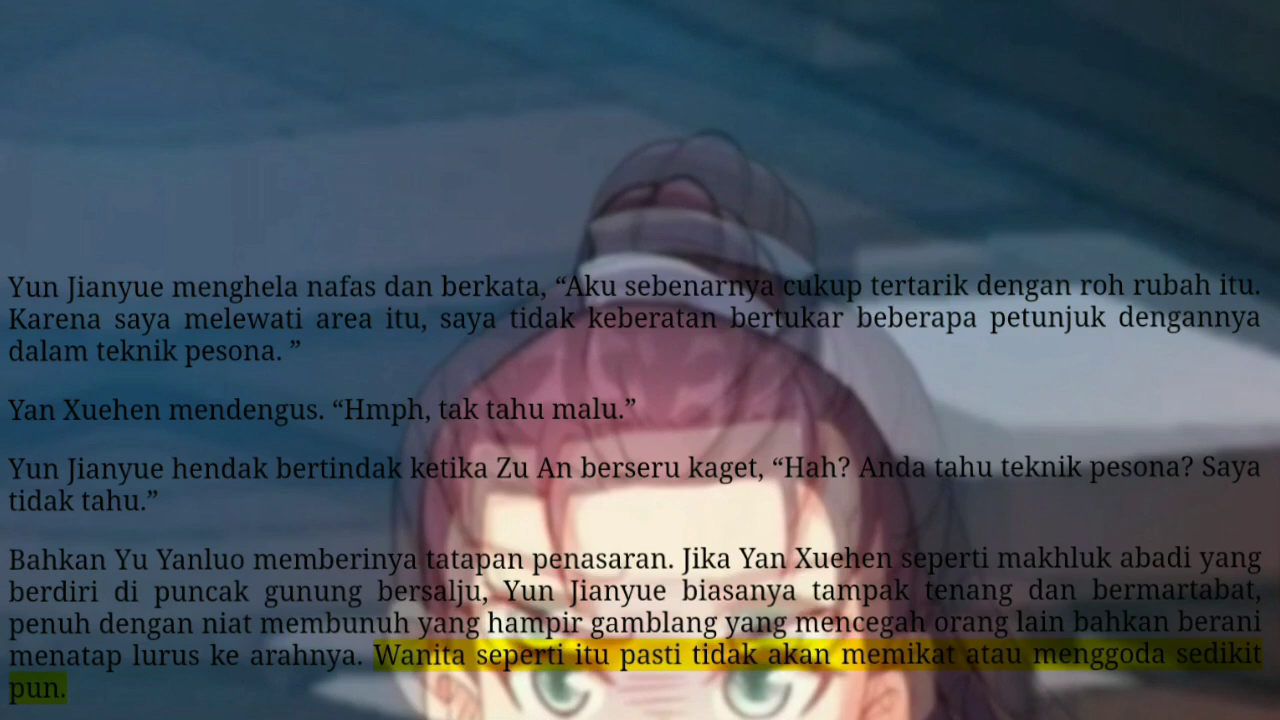 Yun Jianyue menghela nafas dan berkata, “Aku sebenarnya cukup tertarik dengan roh rubah itu.
Karena saya melewati area itu, saya tidak keberatan bertukar beberapa petunjuk dengannya
dalam teknik pesona. ”
Yan Xuehen mendengus. “Hmph, tak tahu malu.”
Yun Jianyue hendak bertindak ketika Zu An berseru kaget, “Hah? Anda tahu teknik pesona? Saya
tidak tahu.”
Bahkan Yu Yanluo memberinya tatapan penasaran. Jika Yan Xuehen seperti makhluk abadi yang
berdiri di puncak gunung bersalju, Yun Jianyue biasanya tampak tenang dan bermartabat,
penuh dengan niat membunuh yang hampir gamblang yang mencegah orang lain bahkan berani
menatap lurus ke arahnya. Wanita seperti itu pasti tidak akan memikat atau menggoda sedikit
pun.